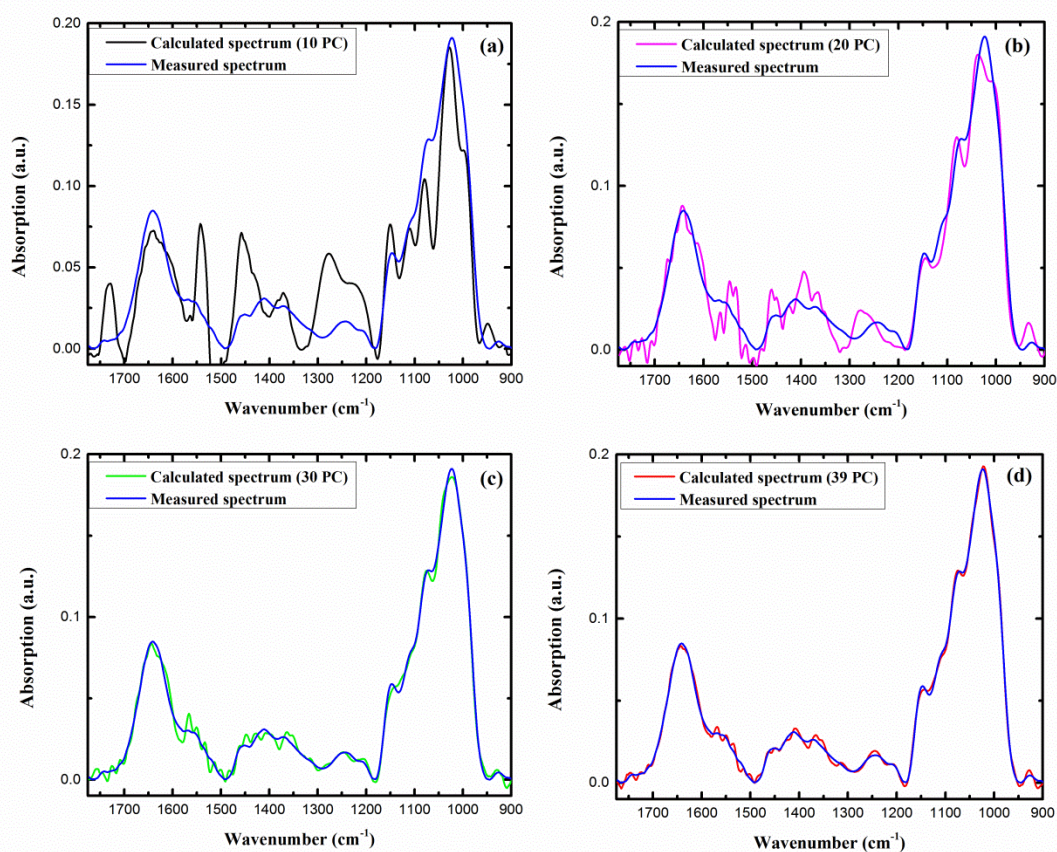 Calculated spectrum (10 PC)
Measured spectrum
(a)
0.20
0.15
0.10
0.05
0.00
Absorption (a.u.)
1700 1600 1500 1400 1300 1200 1100 1000 900
Wavenumber (cm⁻¹)
Calculated spectrum (20 PC)
Measured spectrum
(b)
0.2
0.1
0.0
Absorption (a.u.)
1700 1600 1500 1400 1300 1200 1100 1000 900
Wavenumber (cm⁻¹)
Calculated spectrum (30 PC)
Measured spectrum
(c)
0.2
0.1
0.0
Absorption (a.u.)
1700 1600 1500 1400 1300 1200 1100 1000 900
Wavenumber (cm⁻¹)
Calculated spectrum (39 PC)
Measured spectrum
(d)
0.2
0.1
0.0
Absorption (a.u.)
1700 1600 1500 1400 1300 1200 1100 1000 900
Wavenumber (cm⁻¹)